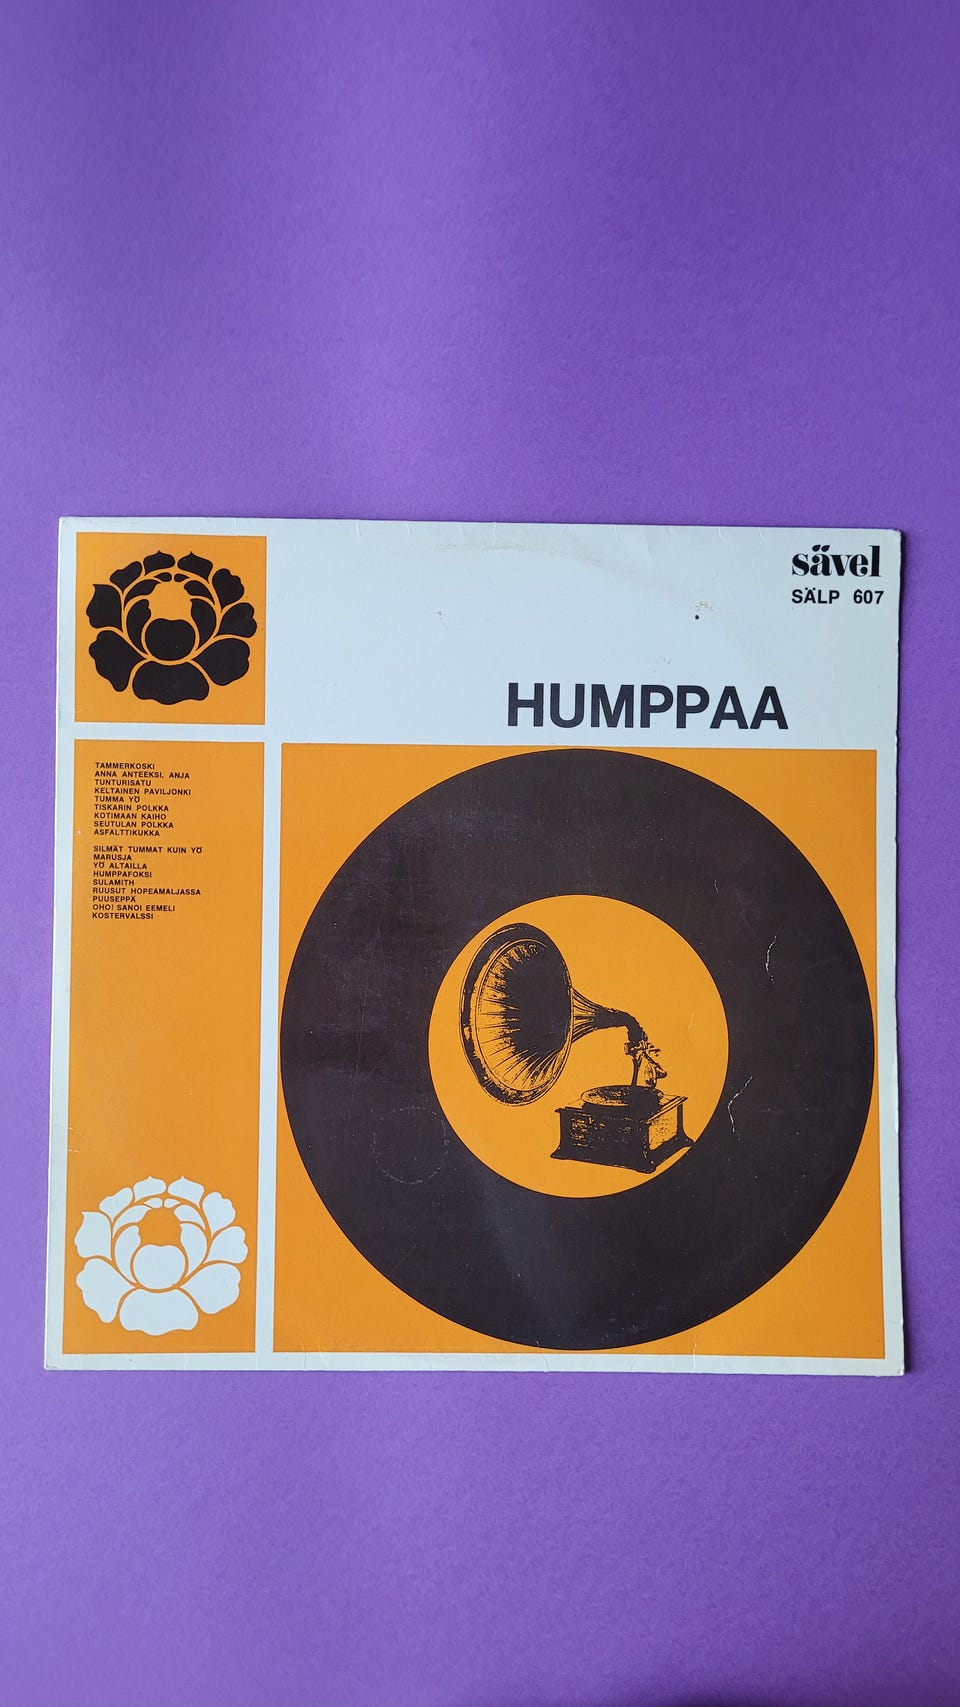 sävel
SÄLP 607
HUMPPAA
TAMMERKOSKI
ANNA ANTEEKSI, ANJA
TUNTURISATU
KELTAINEN PAVILJONKI
TUMMA YÖ
TISKARIN POLKKA
KOTIMAAN KAIHO
SEUTULAN POLKKA
ASFALTTIKUKKA
SILMÄT TUMMAT KUIN YÖ
MARUSJA
YÖ ALTAILLA
HUMPPAFOKSI
SULAMITH
RUUSUT HOPEAMALJASSA
PUUSEPPÄ
OHO! SANOI EEMELI
KOSTERVALSSI